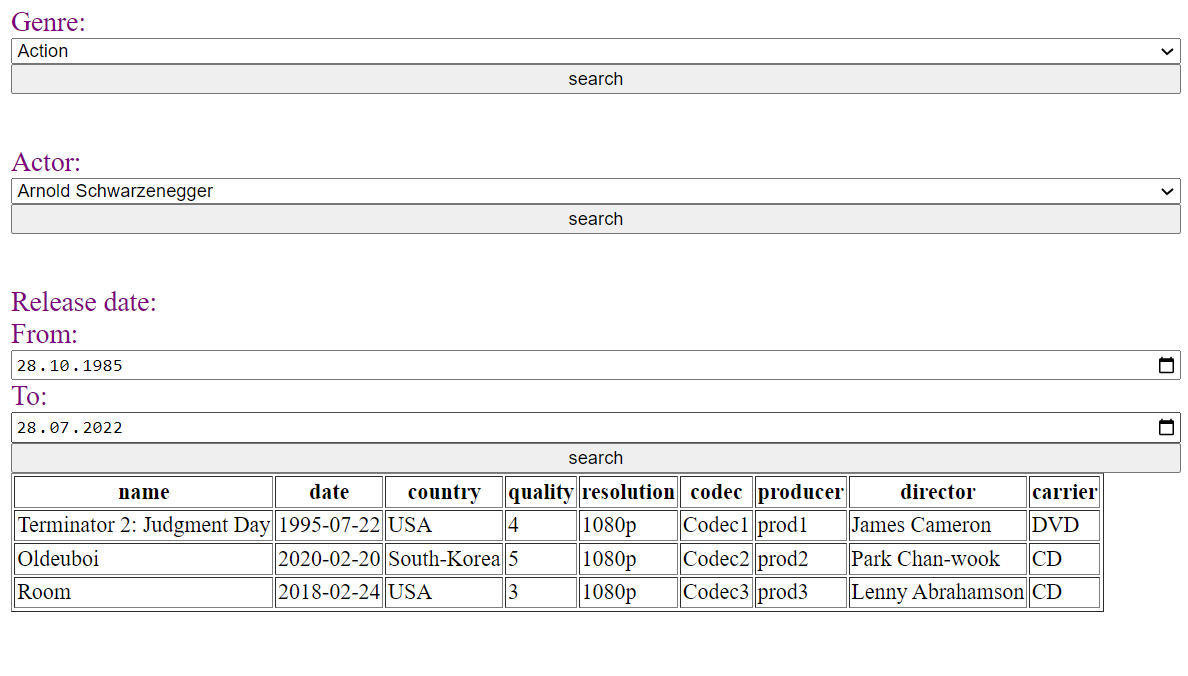 Genre:
Action
search
Actor:
Arnold Schwarzenegger
search
Release date:
From:
28.10.1985
To:
28.07.2022
search
name date country quality resolution codec producer director carrier
Terminator 2: Judgment Day 1995-07-22 USA 4 1080p Codec1 prod1 James Cameron DVD
Oldeuboi 2020-02-20 South-Korea 5 1080p Codec2 prod2 Park Chan-wook CD
Room 2018-02-24 USA 3 1080p Codec3 prod3 Lenny Abrahamson CD